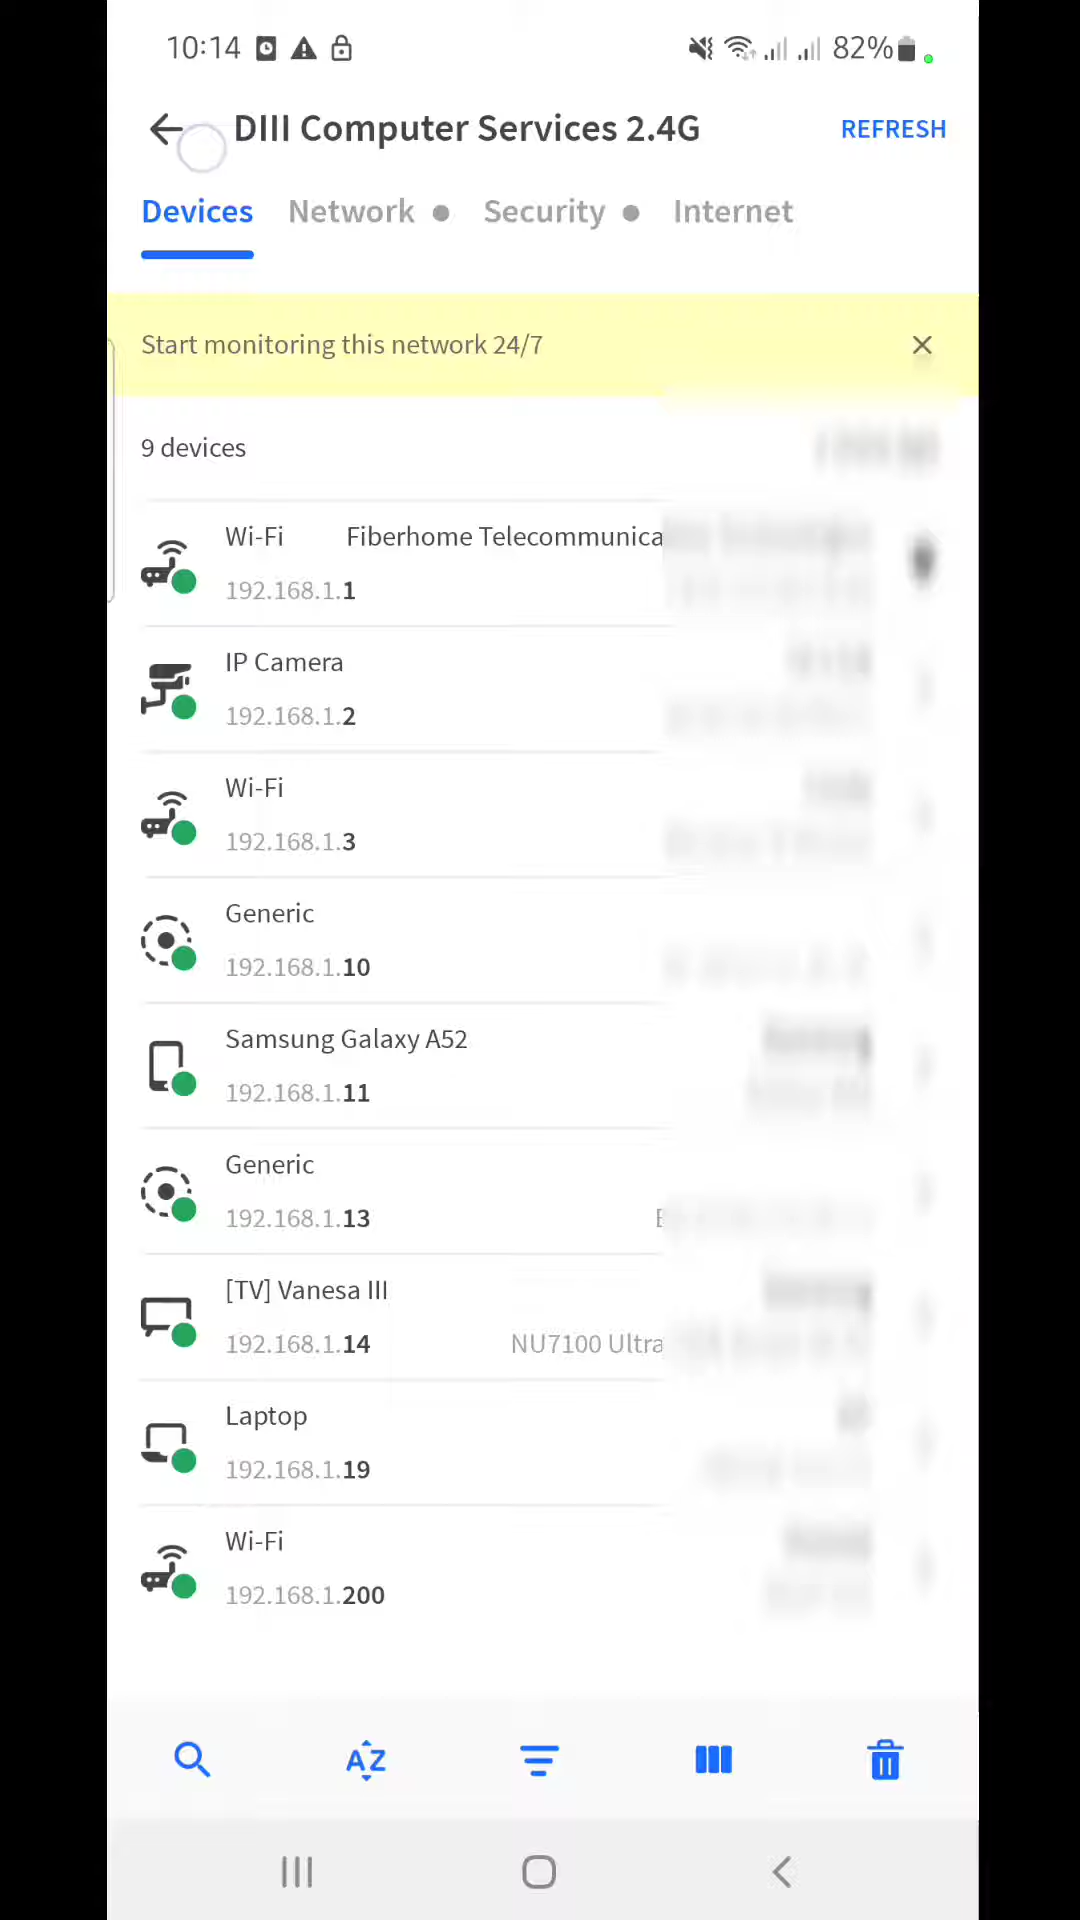 10:14 82%
DIII Computer Services 2.4G REFRESH
Devices Network Security Internet
Start monitoring this network 24/7
9 devices
Wi-Fi Fiberhome Telecommunica
192.168.1.1
IP Camera
192.168.1.2
Wi-Fi
192.168.1.3
Generic
192.168.1.10
Samsung Galaxy A52
192.168.1.11
Generic
192.168.1.13
[TV] Vanesa III
192.168.1.14 NU7100 Ultra
Laptop
192.168.1.19
Wi-Fi
192.168.1.200
AZ